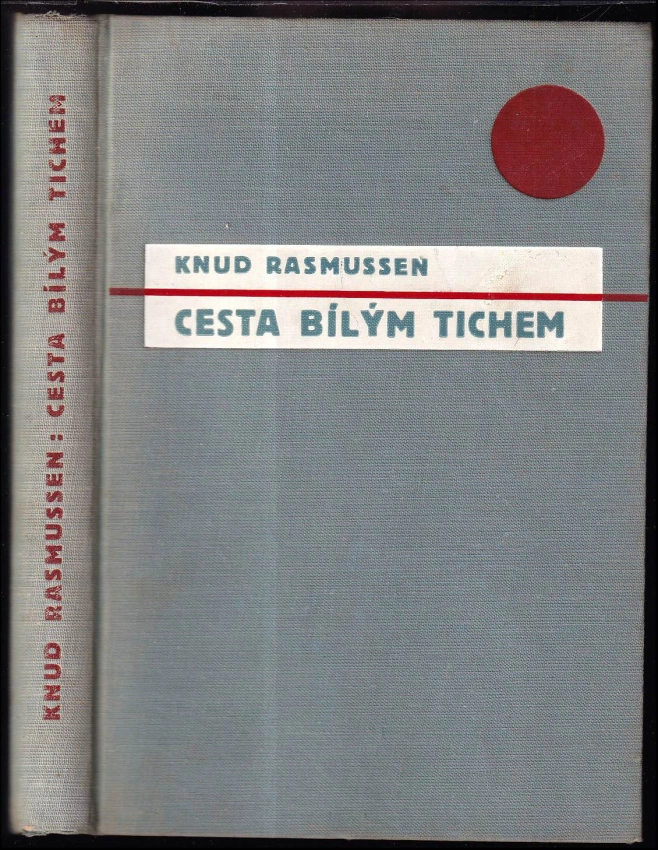 KNUD RASMUSSEN: CESTA BÍLÝM TICHEM
KNUD RASMUSSEN
CESTA BÍLÝM TICHEM